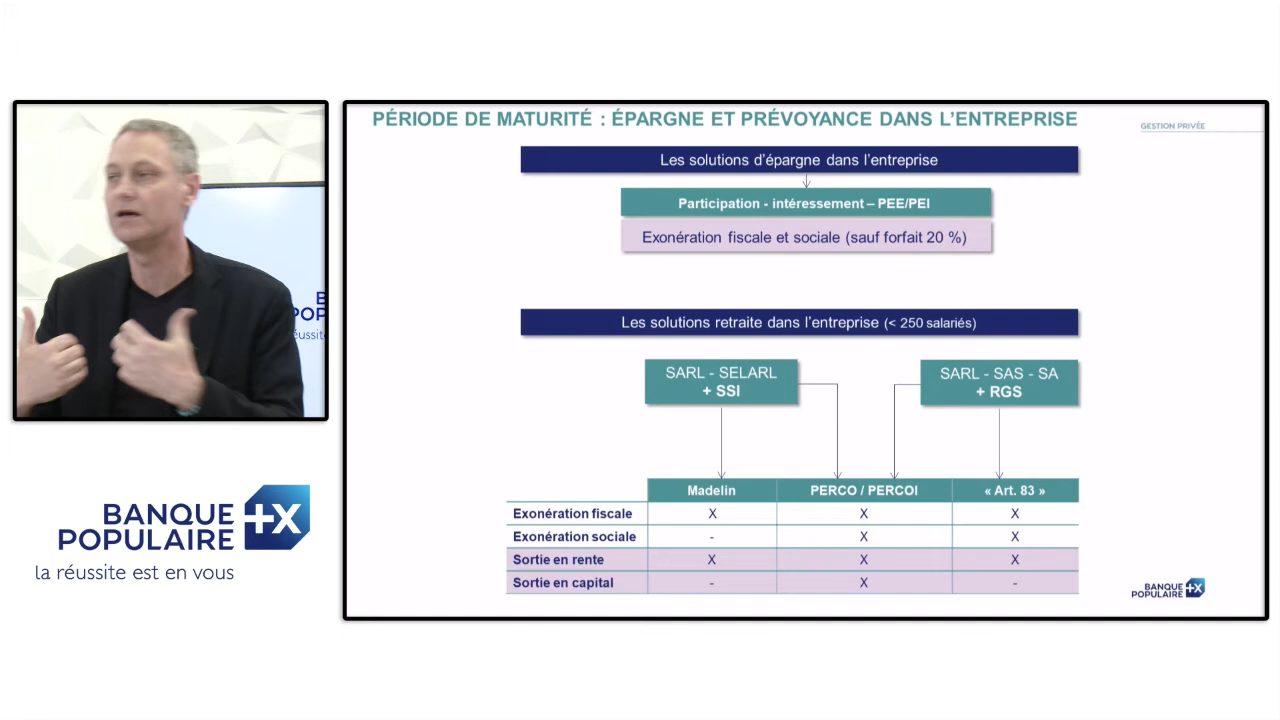 PÉRIODE DE MATURITÉ : ÉPARGNE ET PRÉVOYANCE DANS L'ENTREPRISE
GESTION PRIVÉE
Les solutions d'épargne dans l'entreprise
Participation - intéressement – PEE/PEI
Exonération fiscale et sociale (sauf forfait 20 %)
Les solutions retraite dans l'entreprise (< 250 salariés)
SARL - SELARL
+ SSI
SARL - SAS - SA
+ RGS
Madelin PERCO / PERCOI « Art. 83 »
Exonération fiscale X X X
Exonération sociale - X X
Sortie en rente X X X
Sortie en capital - X -
BANQUE
POPULAIRE +X
BANQUE
POPULAIRE +X
la réussite est en vous